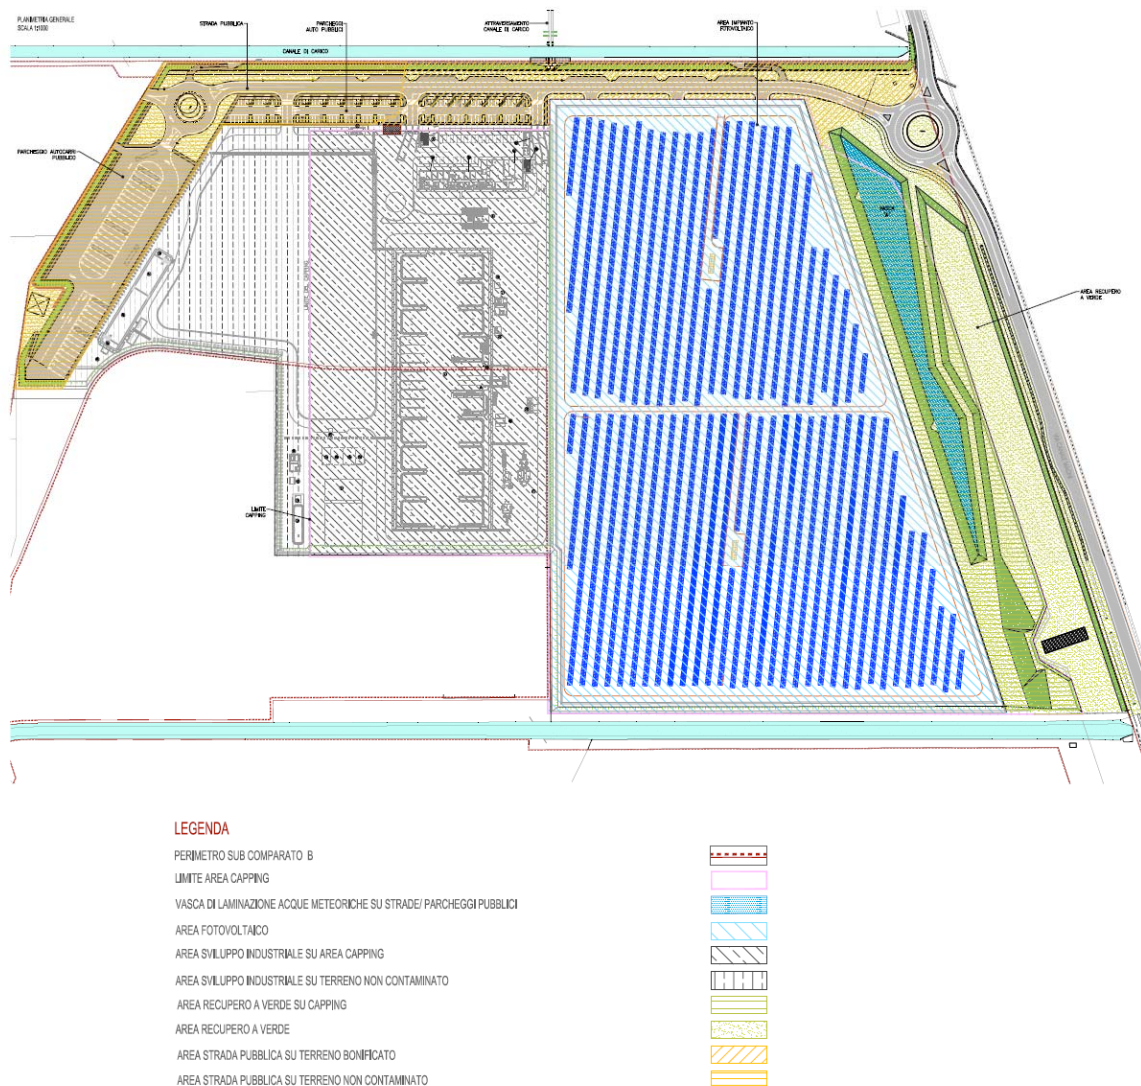 PLANIMETRIA GENERALE
SCALA 1:1000
STRADA PUBBLICA
PARCHEGGI
AUTO PUBBLICI
ATTRAVERSAMENTO
CANALE DI CARICO
AREA IMPIANTO
FOTOVOLTAICO
CANALE DI CARICO
PARCHEGGIO AUTOCARRI
PUBBLICO
LIMITE DEL CAPPING
AREA RECUPERO
A VERDE
LIMITE
CAPPING
LEGENDA
PERIMETRO SUB COMPARATO B
LIMITE AREA CAPPING
VASCA DI LAMINAZIONE ACQUE METEORICHE SU STRADE/ PARCHEGGI PUBBLICI
AREA FOTOVOLTAICO
AREA SVILUPPO INDUSTRIALE SU AREA CAPPING
AREA SVILUPPO INDUSTRIALE SU TERRENO NON CONTAMINATO
AREA RECUPERO A VERDE SU CAPPING
AREA RECUPERO A VERDE
AREA STRADA PUBBLICA SU TERRENO BONIFICATO
AREA STRADA PUBBLICA SU TERRENO NON CONTAMINATO